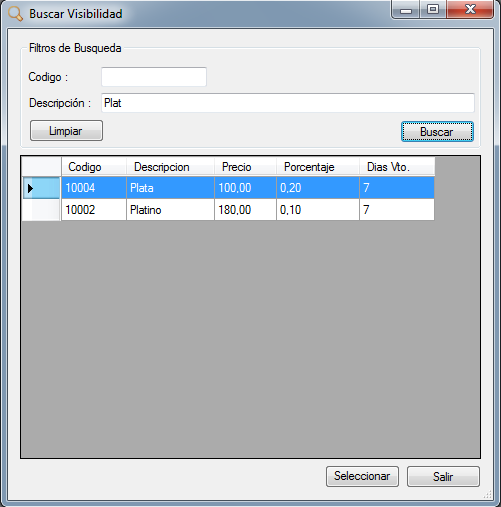 Buscar Visibilidad
Filtros de Busqueda
Codigo :
Descripción : Plat
Limpiar Buscar
Codigo Descripcion Precio Porcentaje Dias Vto.
10004 Plata 100,00 0,20 7
10002 Platino 180,00 0,10 7
Seleccionar Salir